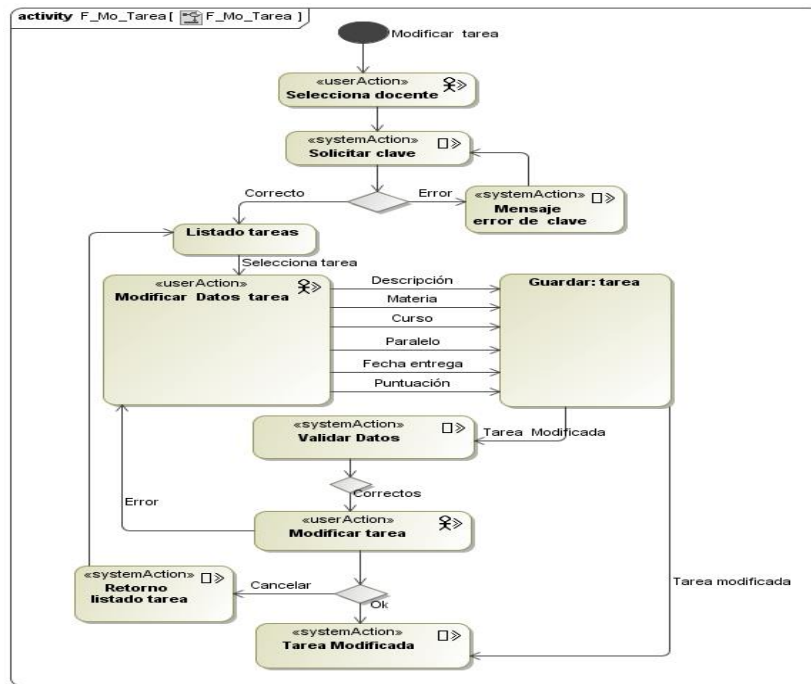 activity F_Mo_Tarea[ F_Mo_Tarea ]
Modificar tarea
«userAction»
Selecciona docente
«systemAction»
Solicitar clave
Correcto
Error
«systemAction»
Mensaje
error de clave
Listado tareas
Selecciona tarea
«userAction»
Modificar Datos tarea
Descripción
Materia
Curso
Paralelo
Fecha entrega
Puntuación
Guardar: tarea
«systemAction»
Validar Datos
Tarea Modificada
Correctos
Error
«userAction»
Modificar tarea
«systemAction»
Retorno
listado tarea
Cancelar
Ok
Tarea modificada
«systemAction»
Tarea Modificada